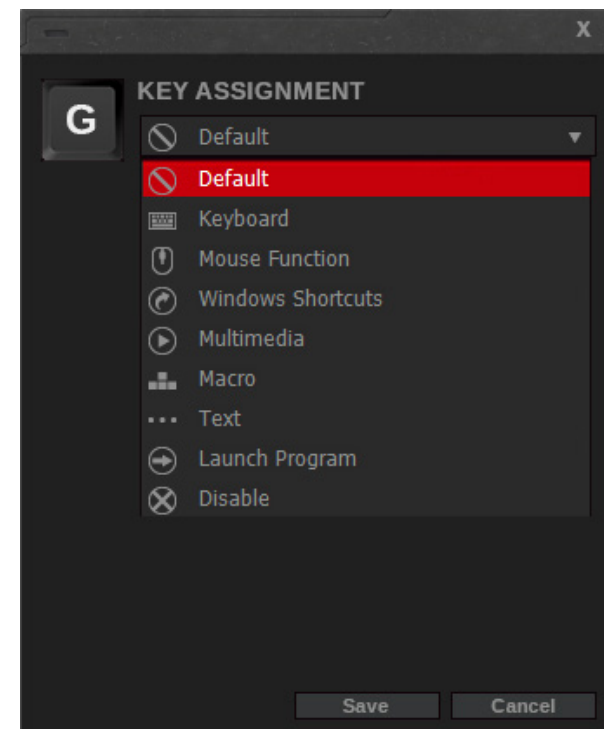 X
KEY ASSIGNMENT
G
Default
Default
Keyboard
Mouse Function
Windows Shortcuts
Multimedia
Macro
Text
Launch Program
Disable
Save Cancel